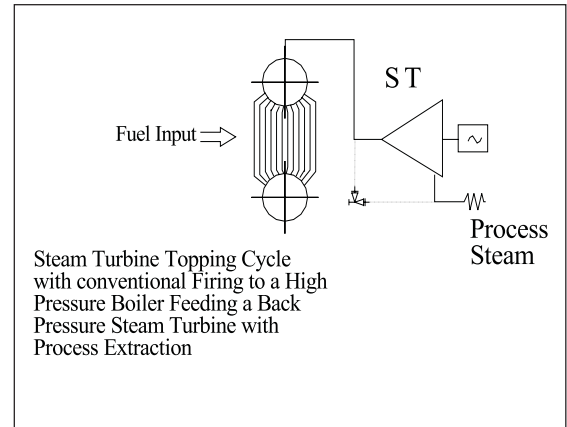 S T
Fuel Input
Process
Steam
Steam Turbine Topping Cycle
with conventional Firing to a High
Pressure Boiler Feeding a Back
Pressure Steam Turbine with
Process Extraction